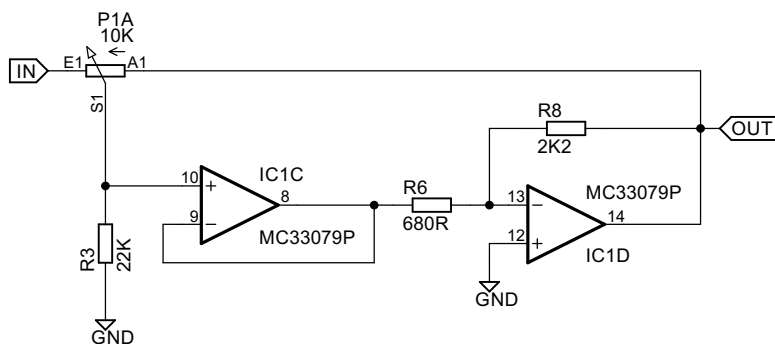 P1A
10K
IN
E1
A1
S1
R8
2K2
OUT
10
IC1C
8
9
MC33079P
R6
680R
13
MC33079P
14
12
IC1D
R3
22K
GND
GND